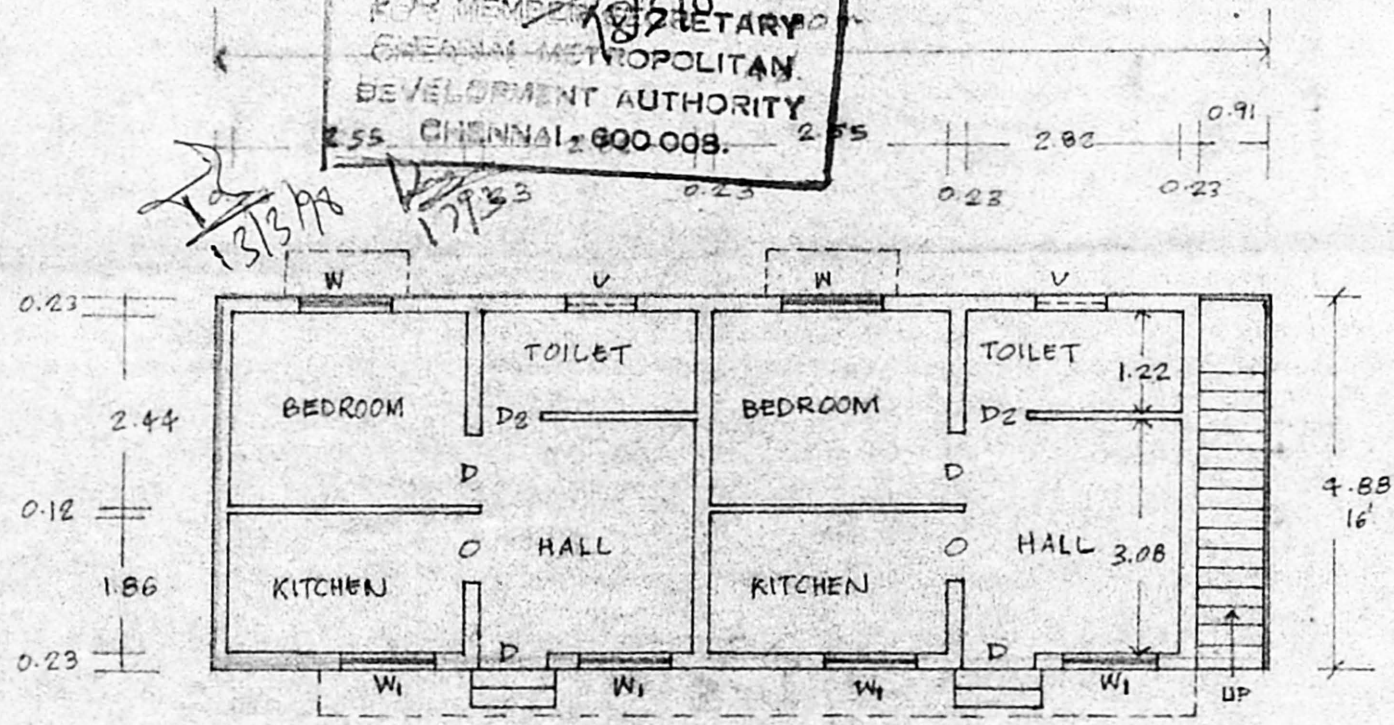 FOR MEMBER SECRETARY
CHENNAI METROPOLITAN
DEVELOPMENT AUTHORITY
CHENNAI - 600 008.
0.91
2.55 2.55 2.82
0.23 0.23 0.23
13/3/98
W V W V
0.23
TOILET TOILET
1.22
BEDROOM D2 BEDROOM D2
2.44
D D
4.88
16'
0.12
O HALL O HALL 3.08
1.86 KITCHEN KITCHEN
0.23
D D
W1 W1 W1 W1 UP